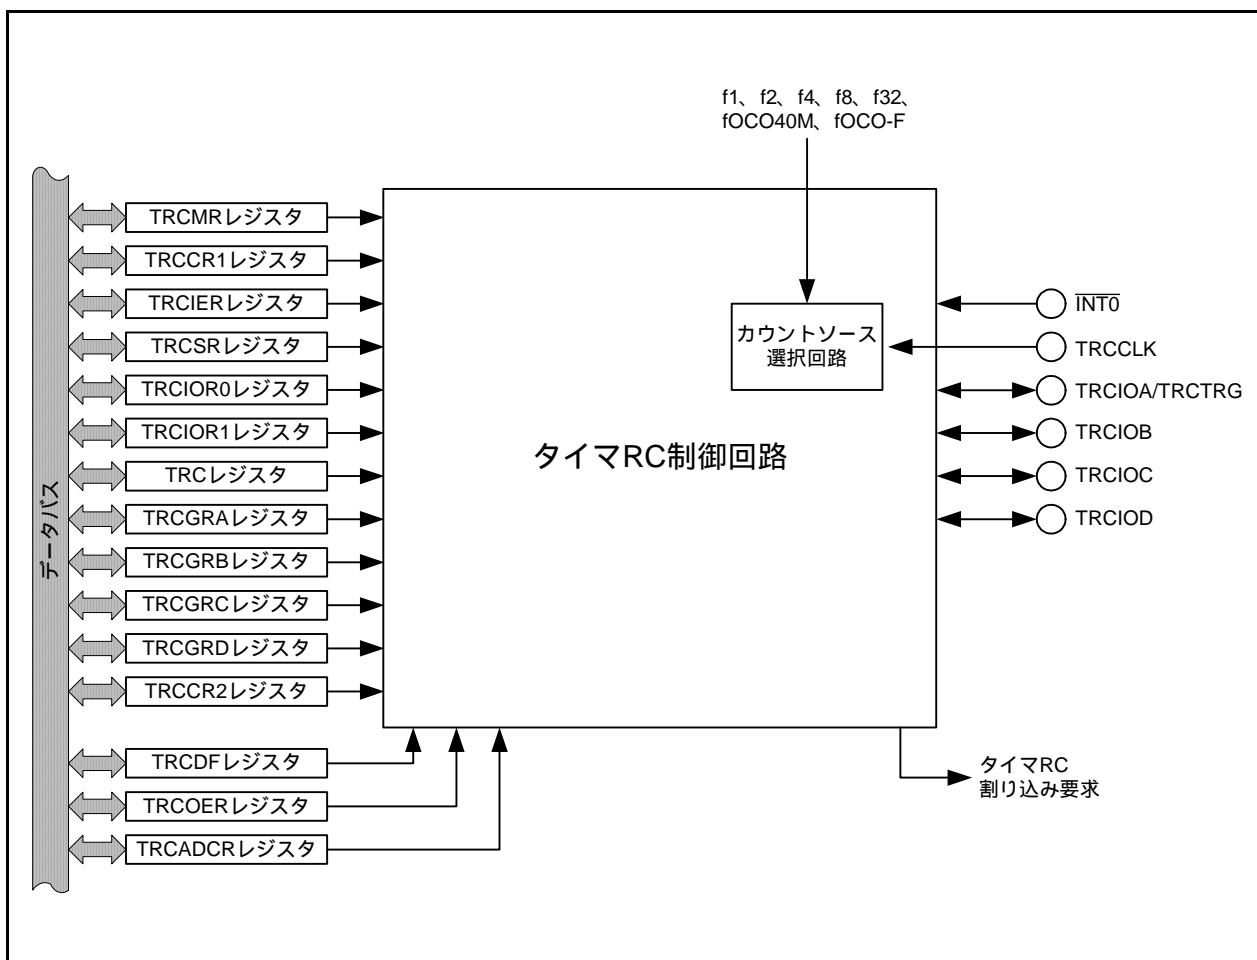 f1、f2、f4、f8、f32、
fOCO40M、fOCO-F
データバス
TRCMRレジスタ
TRCCR1レジスタ
TRCIERレジスタ
TRCSRレジスタ
TRCIOR0レジスタ
TRCIOR1レジスタ
TRCレジスタ
TRCGRAレジスタ
TRCGRBレジスタ
TRCGRCレジスタ
TRCGRDレジスタ
TRCCR2レジスタ
TRCDFレジスタ
TRCOERレジスタ
TRCADCRレジスタ
カウントソース
選択回路
タイマRC制御回路
INT0
TRCCLK
TRCIOA/TRCTRG
TRCIOB
TRCIOC
TRCIOD
タイマRC
割り込み要求